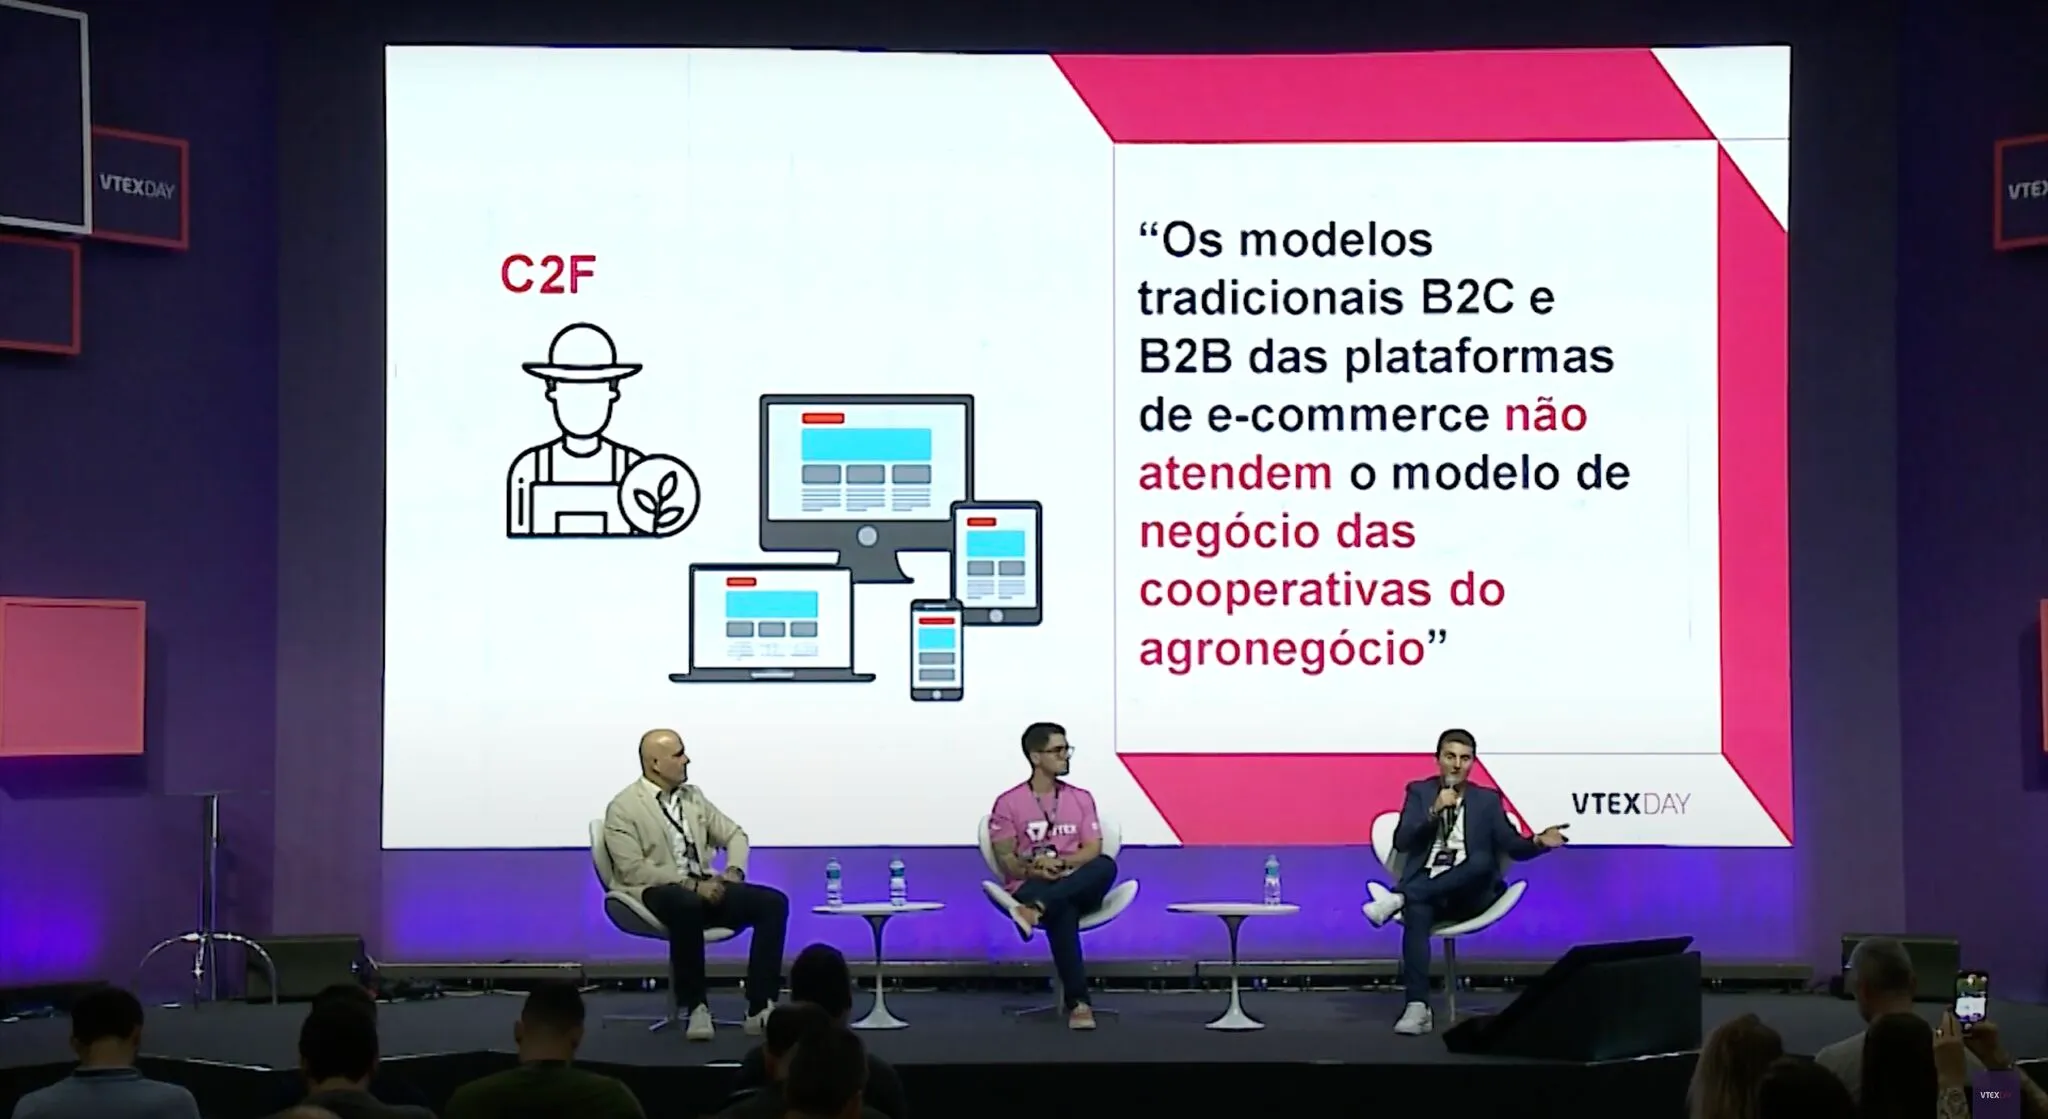 VTEXDAY
VTEX
C2F
“Os modelos
tradicionais B2C e
B2B das plataformas
de e-commerce não
atendem o modelo de
negócio das
cooperativas do
agronegócio”
VTEXDAY
VTEX
VTEXDAY